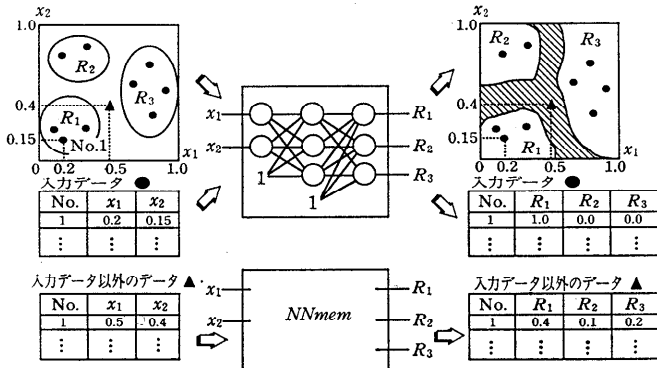 x2
1.0
R2
R3
0.4
R1
0.15
No.1
0 0.2 0.5 1.0 x1
入力データ ●
No. x1 x2
1 0.2 0.15
⋮ ⋮ ⋮
入力データ以外のデータ ▲
No. x1 x2
1 0.5 0.4
⋮ ⋮ ⋮
x1
x2
1
1
R1
R2
R3
x1
x2
NNmem
R1
R2
R3
x2
1.0
R2
R3
0.4
0.15
R1
x1
0 0.2 0.5 1.0
入力データ ●
No. R1 R2 R3
1 1.0 0.0 0.0
⋮ ⋮ ⋮ ⋮
入力データ以外のデータ ▲
No. R1 R2 R3
1 0.4 0.1 0.2
⋮ ⋮ ⋮ ⋮